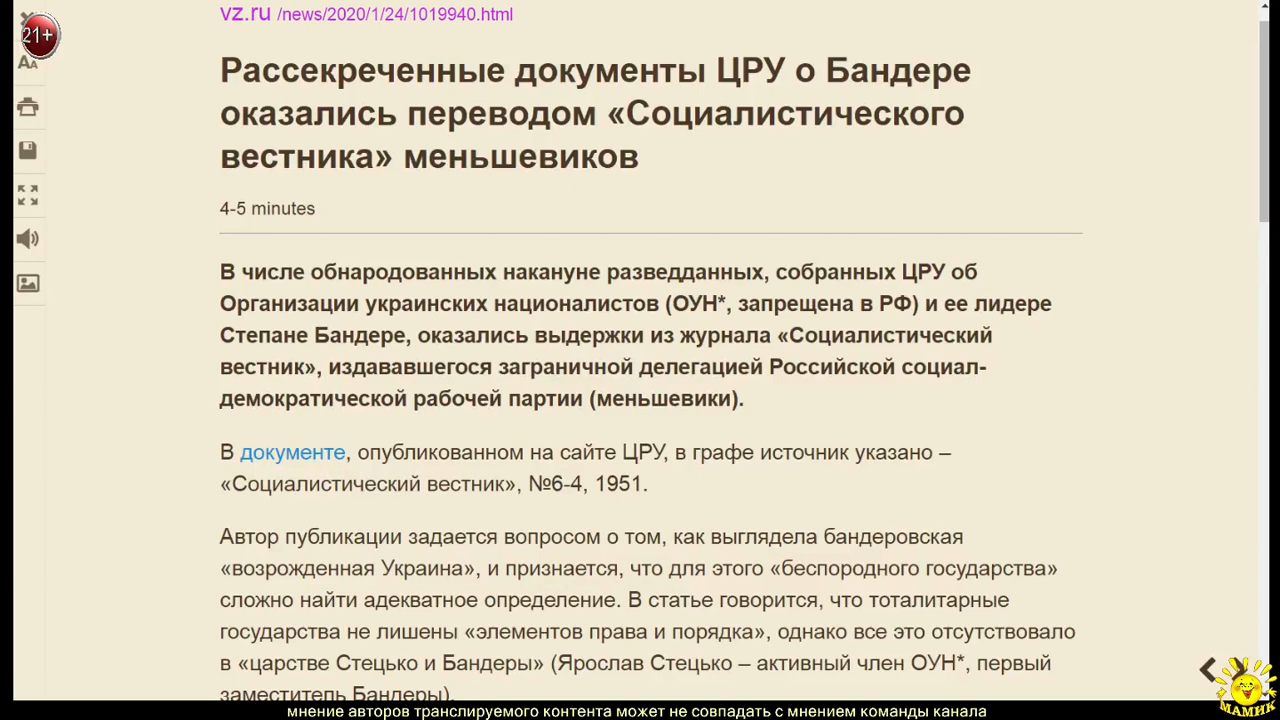 vz.ru /news/2020/1/24/1019940.html
21+
AA
Рассекреченные документы ЦРУ о Бандере
оказались переводом «Социалистического
вестника» меньшевиков
4-5 minutes
В числе обнародованных накануне разведданных, собранных ЦРУ об
Организации украинских националистов (ОУН*, запрещена в РФ) и ее лидере
Степане Бандере, оказались выдержки из журнала «Социалистический
вестник», издававшегося заграничной делегацией Российской социал-
демократической рабочей партии (меньшевики).
В документе, опубликованном на сайте ЦРУ, в графе источник указано –
«Социалистический вестник», №6-4, 1951.
Автор публикации задается вопросом о том, как выглядела бандеровская
«возрожденная Украина», и признается, что для этого «беспородного государства»
сложно найти адекватное определение. В статье говорится, что тоталитарные
государства не лишены «элементов права и порядка», однако все это отсутствовало
в «царстве Стецько и Бандеры» (Ярослав Стецько – активный член ОУН*, первый
заместитель Бандеры).
МАМИК
мнение авторов транслируемого контента может не совпадать с мнением команды канала